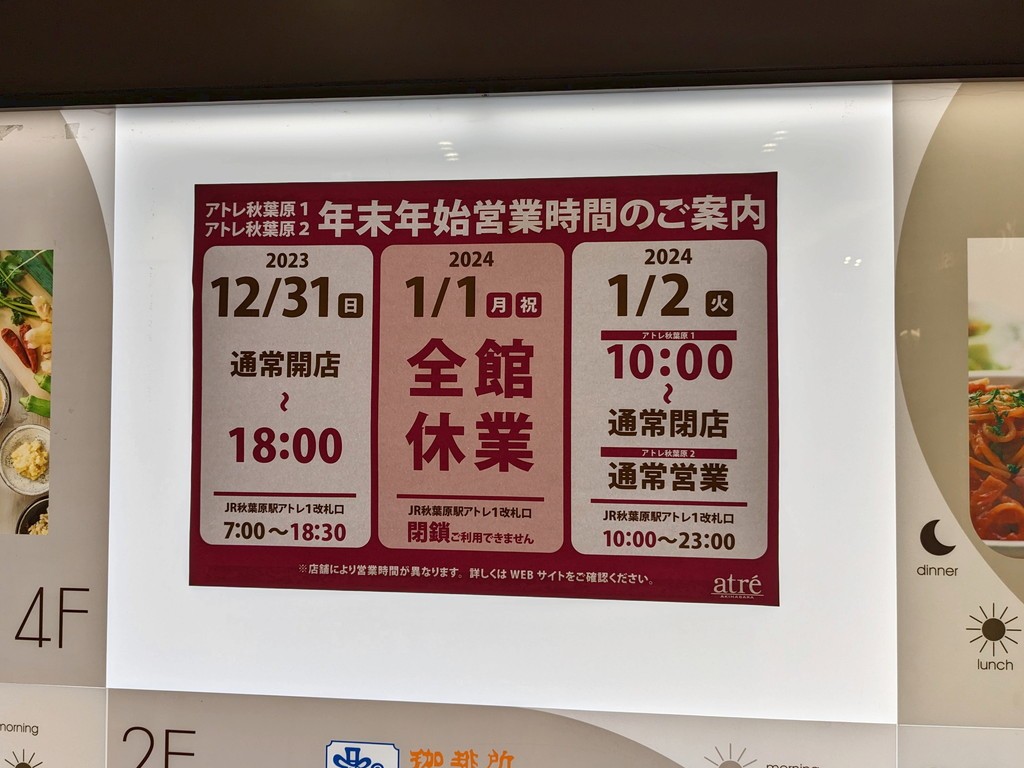 アトレ秋葉原1
アトレ秋葉原2
年末年始営業時間のご案内
2023
12/31 日
通常開店
~
18:00
JR秋葉原駅アトレ1改札口
7:00~18:30
2024
1/1 月 祝
全館
休業
JR秋葉原駅アトレ1改札口
閉鎖ご利用できません
2024
1/2 火
アトレ秋葉原1
10:00
~
通常閉店
アトレ秋葉原2
通常営業
JR秋葉原駅アトレ1改札口
10:00~23:00
※店舗により営業時間が異なります。詳しくは WEB サイトをご確認ください。
atré
AKIHABARA
4F
dinner
lunch
morning
2F
珈琲所
morning